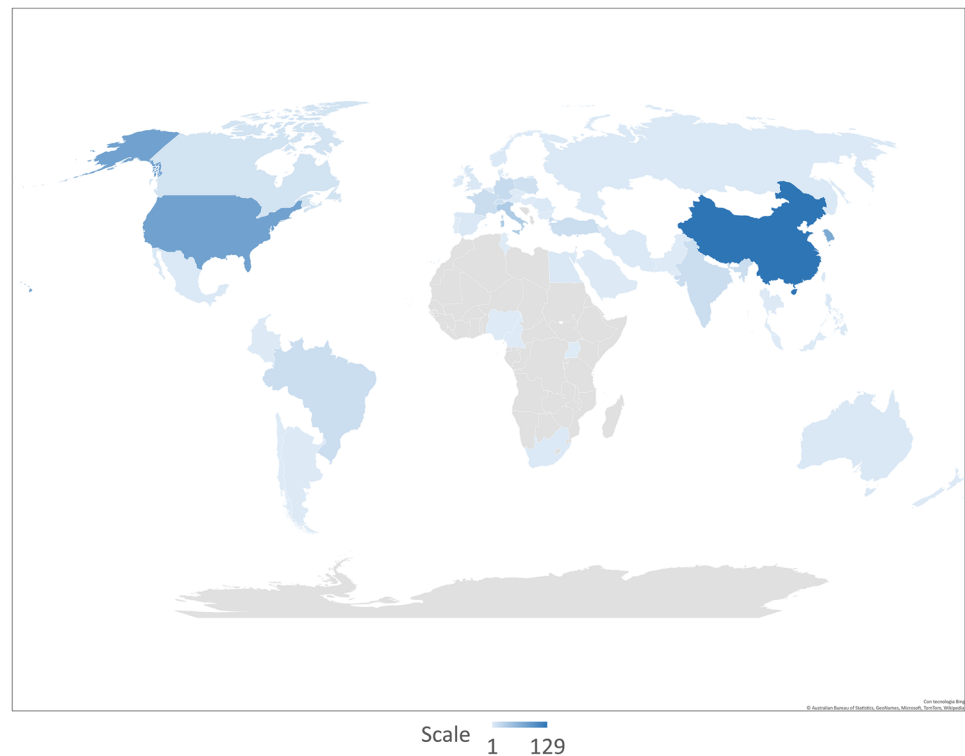 Con tecnologia Bing
© Australian Bureau of Statistics, GeoNames, Microsoft, TomTom, Wikipedia
Scale
1 129